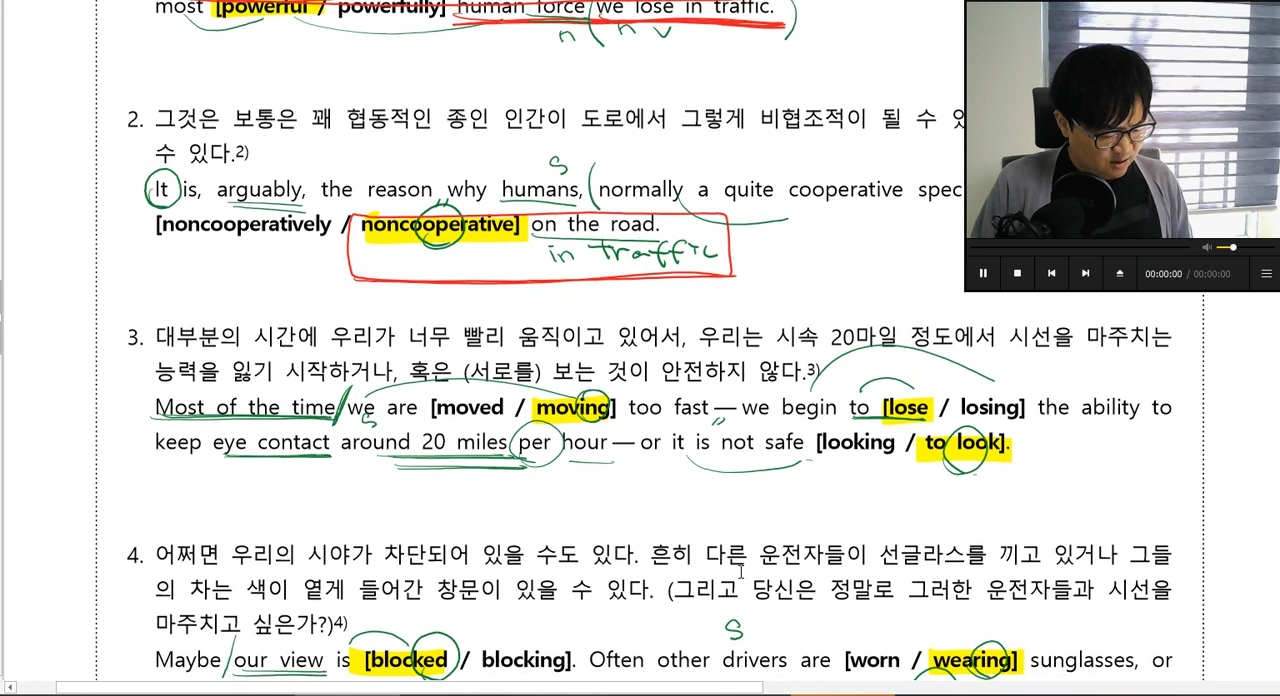 most [powerful / powerfully] human force we lose in traffic.
n n v
2. 그것은 보통은 꽤 협동적인 종인 인간이 도로에서 그렇게 비협조적이 될 수
수 있다.2)
S
It is, arguably, the reason why humans, normally a quite cooperative spec
[noncooperatively / noncooperative] on the road.
in traffic
00:00:00 / 00:00:00
3. 대부분의 시간에 우리가 너무 빨리 움직이고 있어서, 우리는 시속 20마일 정도에서 시선을 마주치는
능력을 잃기 시작하거나, 혹은 (서로를) 보는 것이 안전하지 않다.3)
Most of the time we are [moved / moving] too fast — we begin to [lose / losing] the ability to
S
keep eye contact around 20 miles per hour — or it is not safe [looking / to look].
4. 어쩌면 우리의 시야가 차단되어 있을 수도 있다. 흔히 다른 운전자들이 선글라스를 끼고 있거나 그들
의 차는 색이 옅게 들어간 창문이 있을 수 있다. (그리고 당신은 정말로 그러한 운전자들과 시선을
마주치고 싶은가?)4)
S
Maybe our view is [blocked / blocking]. Often other drivers are [worn / wearing] sunglasses, or